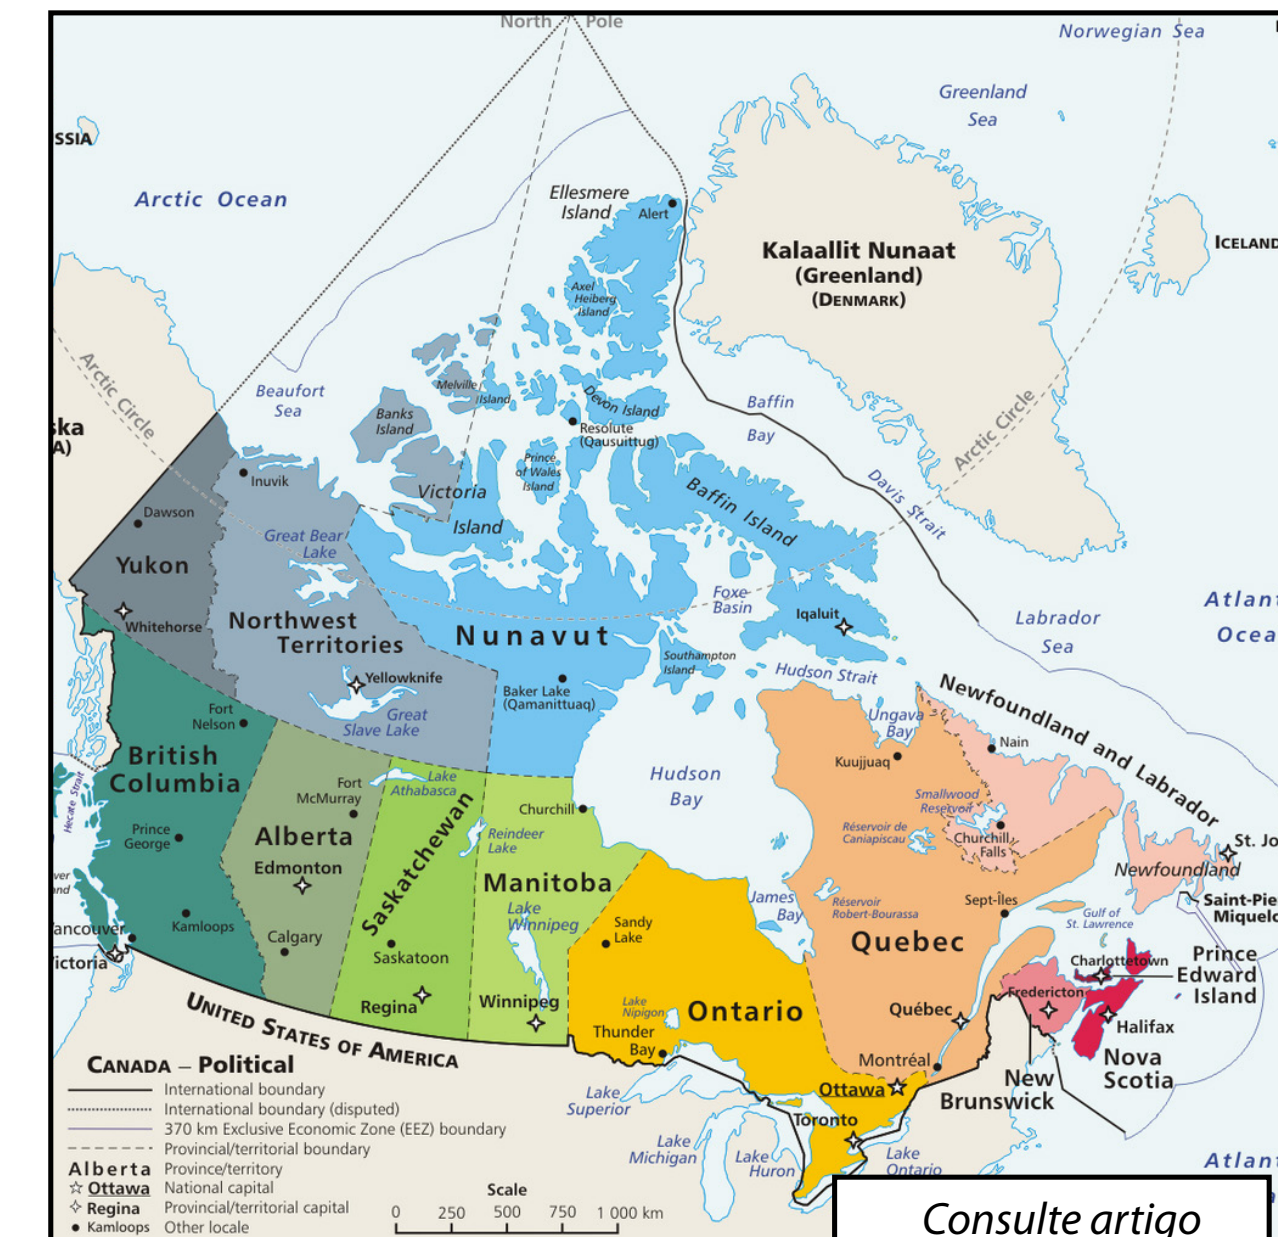 North Pole
Norwegian Sea
Greenland
Sea
SSIA
Arctic Ocean
Ellesmere
Island
Alert
Kalaallit Nunaat
(Greenland)
(DENMARK)
ICELAND
Axel
Heiberg
Island
Arctic Circle
Beaufort
Sea
Melville
Island
Banks
Island
Devon Island
Baffin
Bay
Resolute
(Qausuittuq)
Arctic Circle
ska
A)
Prince
of Wales
Island
Inuvik
Victoria
Island
Baffin Island
Davis Strait
Dawson
Great Bear
Lake
Yukon
Foxe
Basin
Iqaluit
Whitehorse
Northwest
Territories
Nunavut
Labrador
Sea
Atlant
Ocea
Southampton
Island
Hudson Strait
Yellowknife
Baker Lake
(Qamanittuaq)
Great
Slave Lake
Newfoundland and Labrador
Fort
Nelson
Ungava
Bay
Nain
British
Columbia
Kuujjuaq
Hudson
Bay
Hecate Strait
Fort
McMurray
Lake
Athabasca
Smallwood
Reservoir
Churchill
Prince
George
Alberta
Saskatchewan
Reindeer
Lake
Réservoir de
Caniapiscau
Churchill
Falls
St. Jo
Edmonton
Manitoba
Newfoundland
ver
nd
James
Bay
Réservoir
Robert-Bourassa
Sept-Îles
Saint-Pie
Miquelo
Kamloops
Lake
Winnipeg
Sandy
Lake
Gulf of
St. Lawrence
ancouver
ictoria
Calgary
Saskatoon
Quebec
Charlottetown
Prince
Edward
Island
Regina
Winnipeg
Lake
Nipigon
Ontario
Québec
Fredericton
Halifax
UNITED STATES OF AMERICA
Thunder
Bay
Montréal
Nova
Scotia
New
Brunswick
Ottawa
Lake
Superior
Toronto
Lake
Michigan
Lake
Huron
Lake
Ontario
Atlant
CANADA – Political
International boundary
International boundary (disputed)
370 km Exclusive Economic Zone (EEZ) boundary
Provincial/territorial boundary
Alberta Province/territory
Ottawa National capital
Regina Provincial/territorial capital
Kamloops Other locale
Scale
0 250 500 750 1 000 km
Consulte artigo